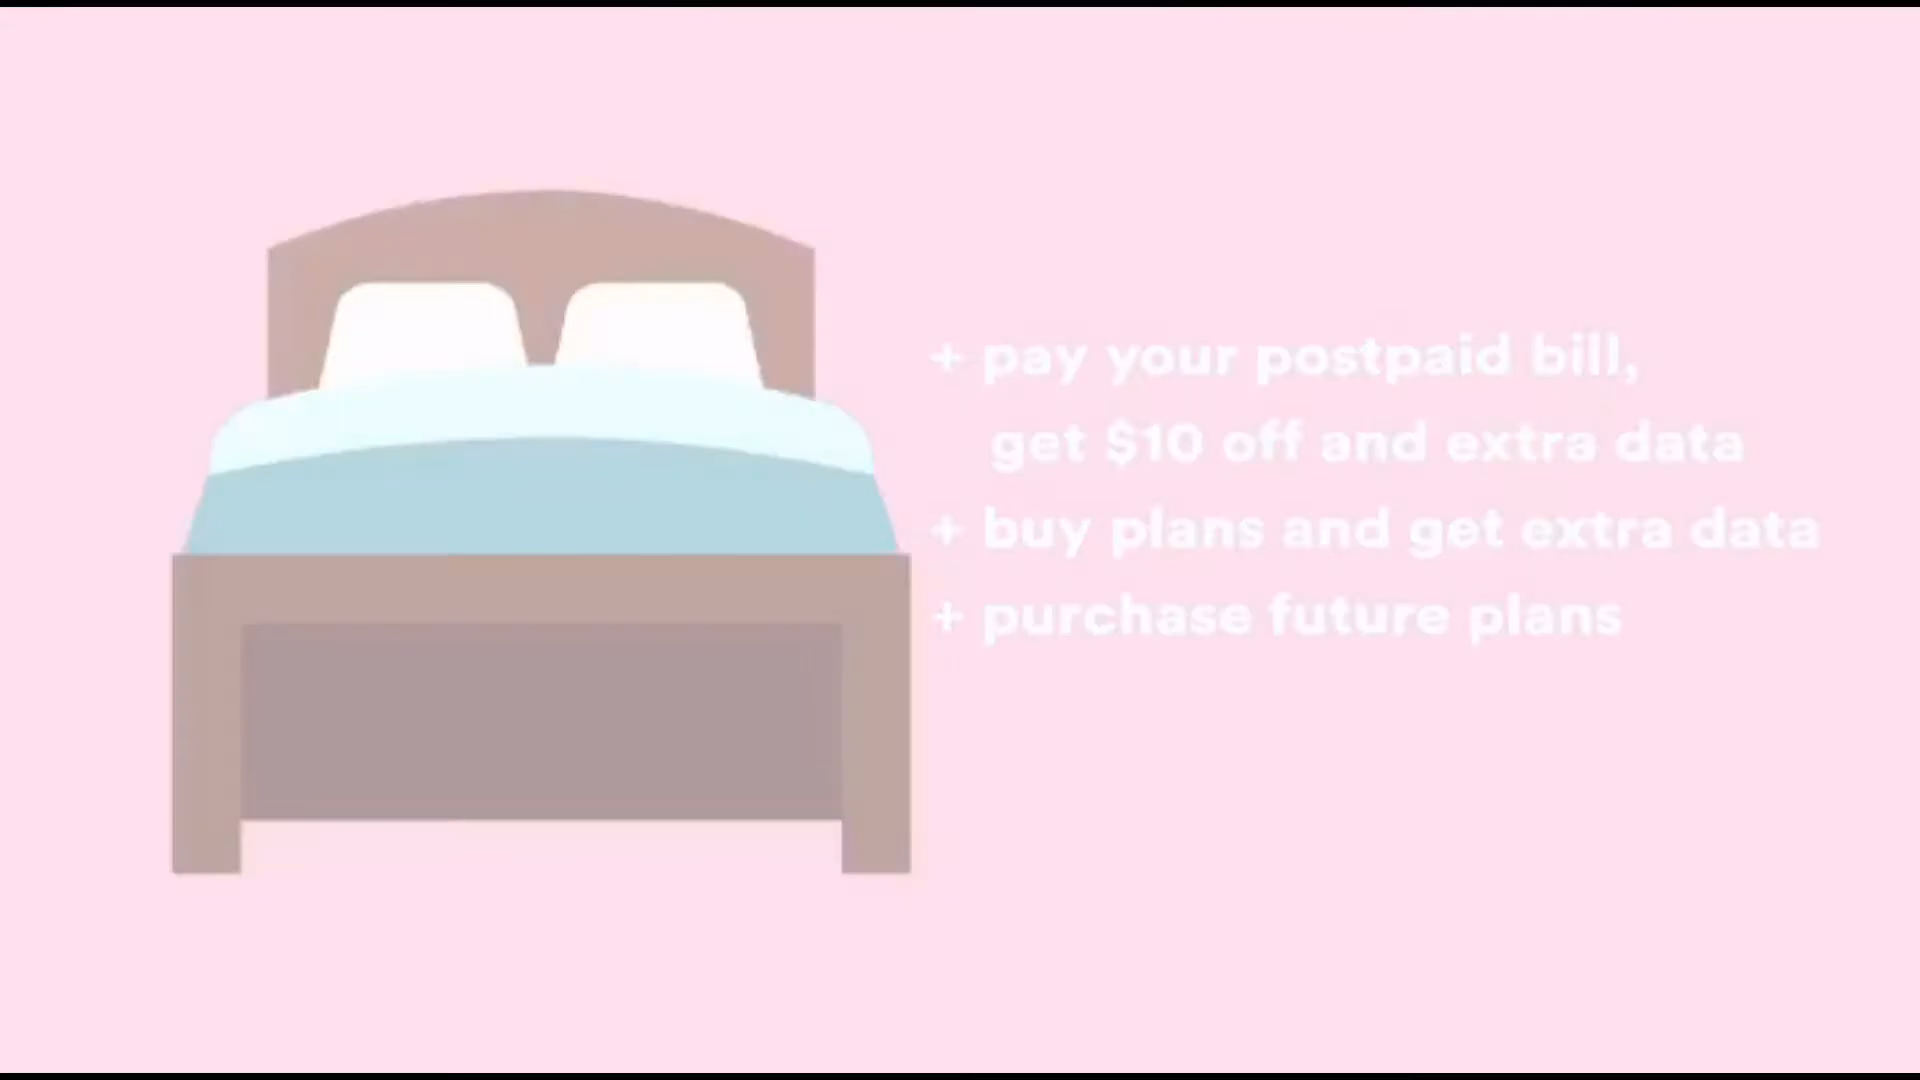 + pay your postpaid bill,
get $10 off and extra data
+ buy plans and get extra data
+ purchase future plans